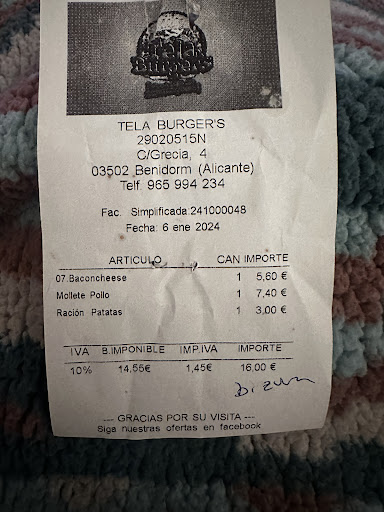 Tela
Burger's
TELA BURGER'S
29020515N
C/Grecia, 4
03502 Benidorm (Alicante)
Telf. 965 994 234
Fac. Simplificada:241000048
Fecha: 6 ene 2024
ARTICULO CAN IMPORTE
07.Baconcheese 1 5,60 €
Mollete Pollo 1 7,40 €
Ración Patatas 1 3,00 €
IVA B.IMPONIBLE IMP.IVA IMPORTE
10% 14,55€ 1,45€ 16,00 €
Bizum
--- GRACIAS POR SU VISITA ---
Siga nuestras ofertas en facebook